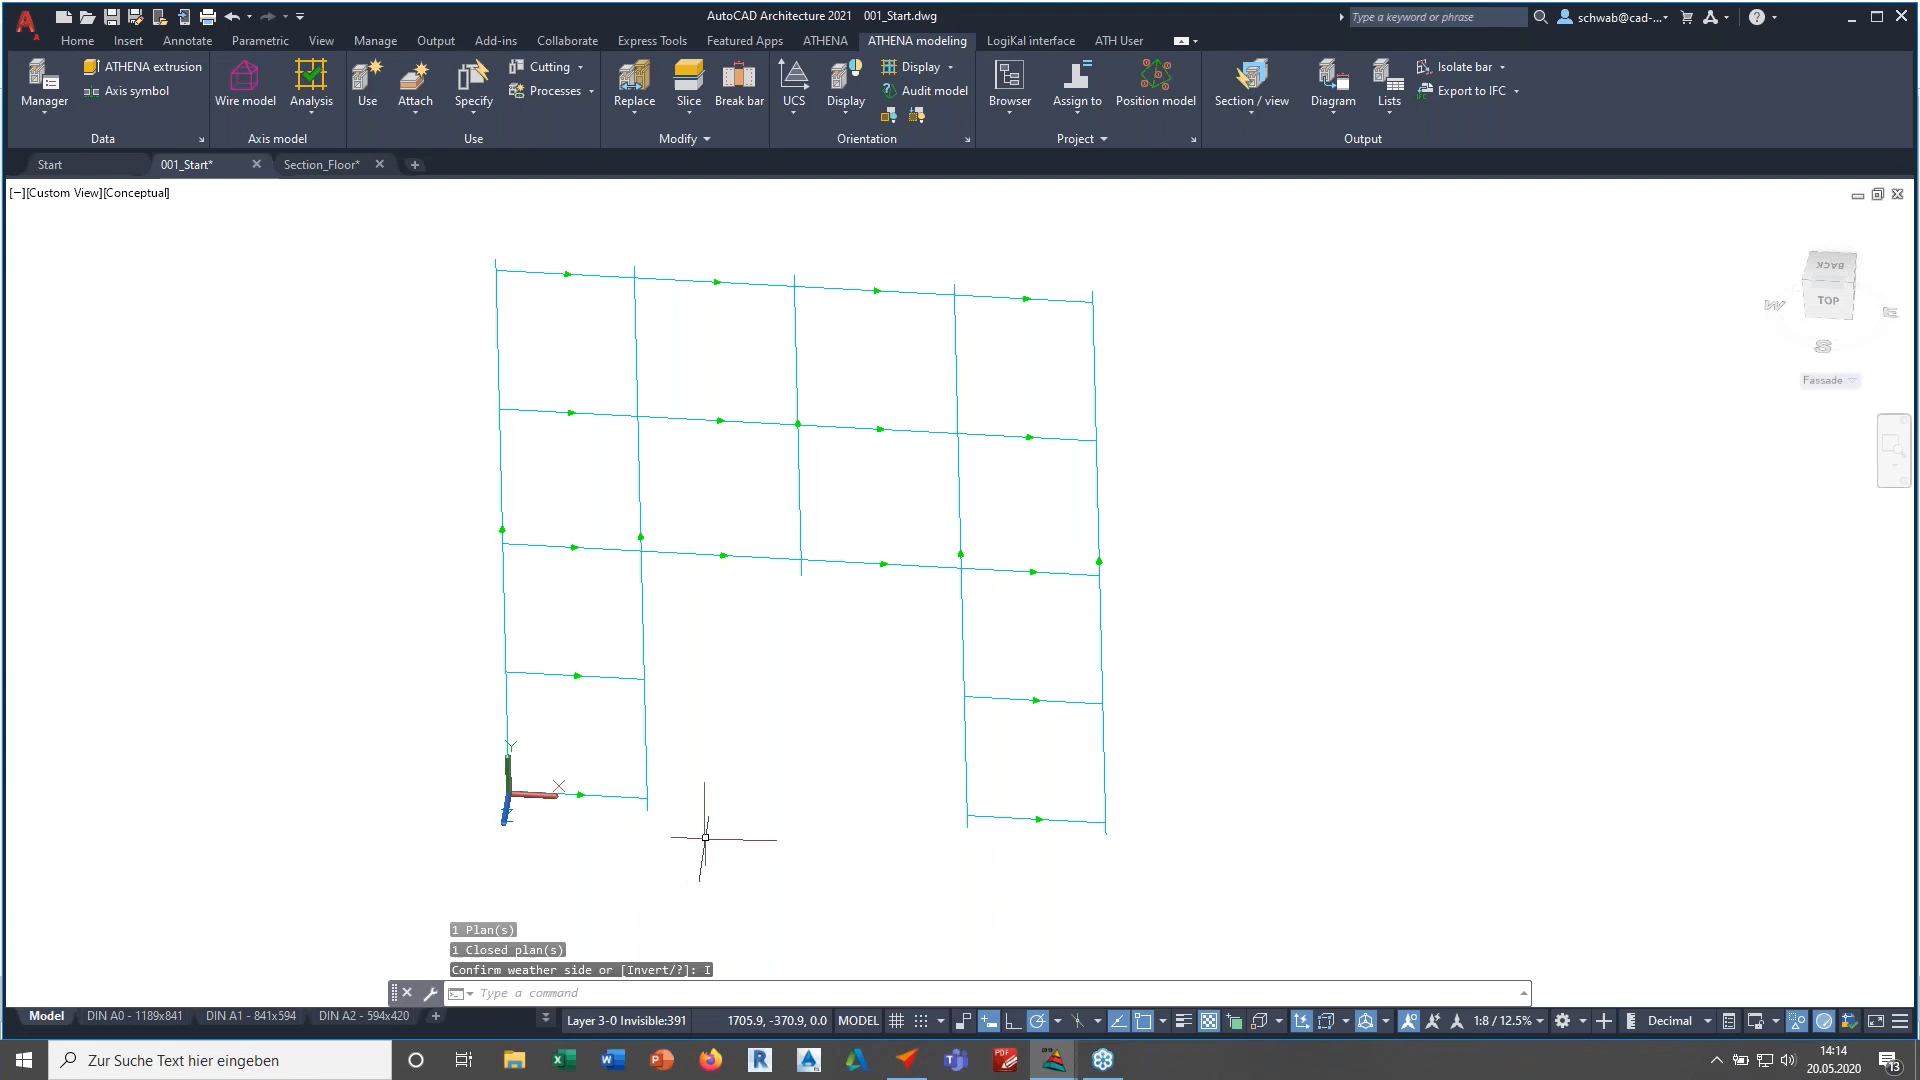 AutoCAD Architecture 2021 001_Start.dwg
Type a keyword or phrase
schwab@cad-...
Home Insert Annotate Parametric View Manage Output Add-ins Collaborate Express Tools Featured Apps ATHENA ATHENA modeling LogiKal interface ATH User
ATHENA extrusion
Axis symbol
Manager
Wire model
Analysis
Use
Attach
Specify
Cutting
Processes
Replace
Slice
Break bar
UCS
Display
Display
Audit model
Browser
Assign to
Position model
Section / view
Diagram
Lists
Isolate bar
Export to IFC
Data
Axis model
Use
Modify
Orientation
Project
Output
Start
001_Start*
Section_Floor*
[−][Custom View][Conceptual]
BACK
TOP
W
E
S
Fassade
Y
X
Z
1 Plan(s)
1 Closed plan(s)
Confirm weather side or [Invert/?]: I
Type a command
Model
DIN A0 - 1189x841
DIN A1 - 841x594
DIN A2 - 594x420
Layer 3-0 Invisible:391
1705.9, -370.9, 0.0
MODEL
1:8 / 12.5%
Decimal
Zur Suche Text hier eingeben
14:14
20.05.2020
13